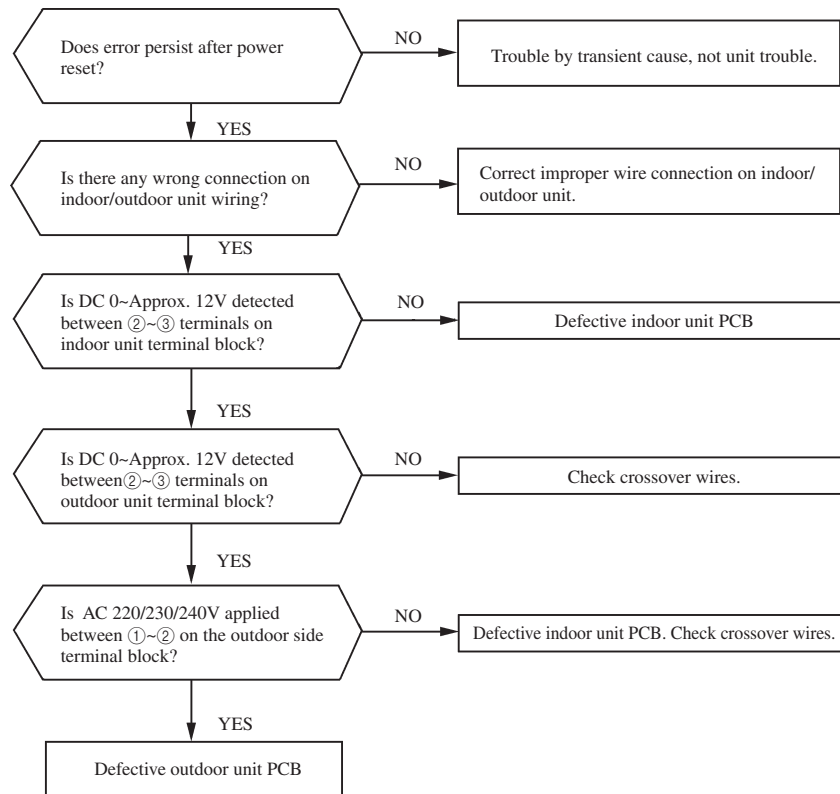 Does error persist after power
reset?
NO
Trouble by transient cause, not unit trouble.
YES
Is there any wrong connection on
indoor/outdoor unit wiring?
NO
Correct improper wire connection on indoor/
outdoor unit.
YES
Is DC 0~Approx. 12V detected
between ②~③ terminals on
indoor unit terminal block?
NO
Defective indoor unit PCB
YES
Is DC 0~Approx. 12V detected
between②~③ terminals on
outdoor unit terminal block?
NO
Check crossover wires.
YES
Is AC 220/230/240V applied
between ①~② on the outdoor side
terminal block?
NO
Defective indoor unit PCB. Check crossover wires.
YES
Defective outdoor unit PCB